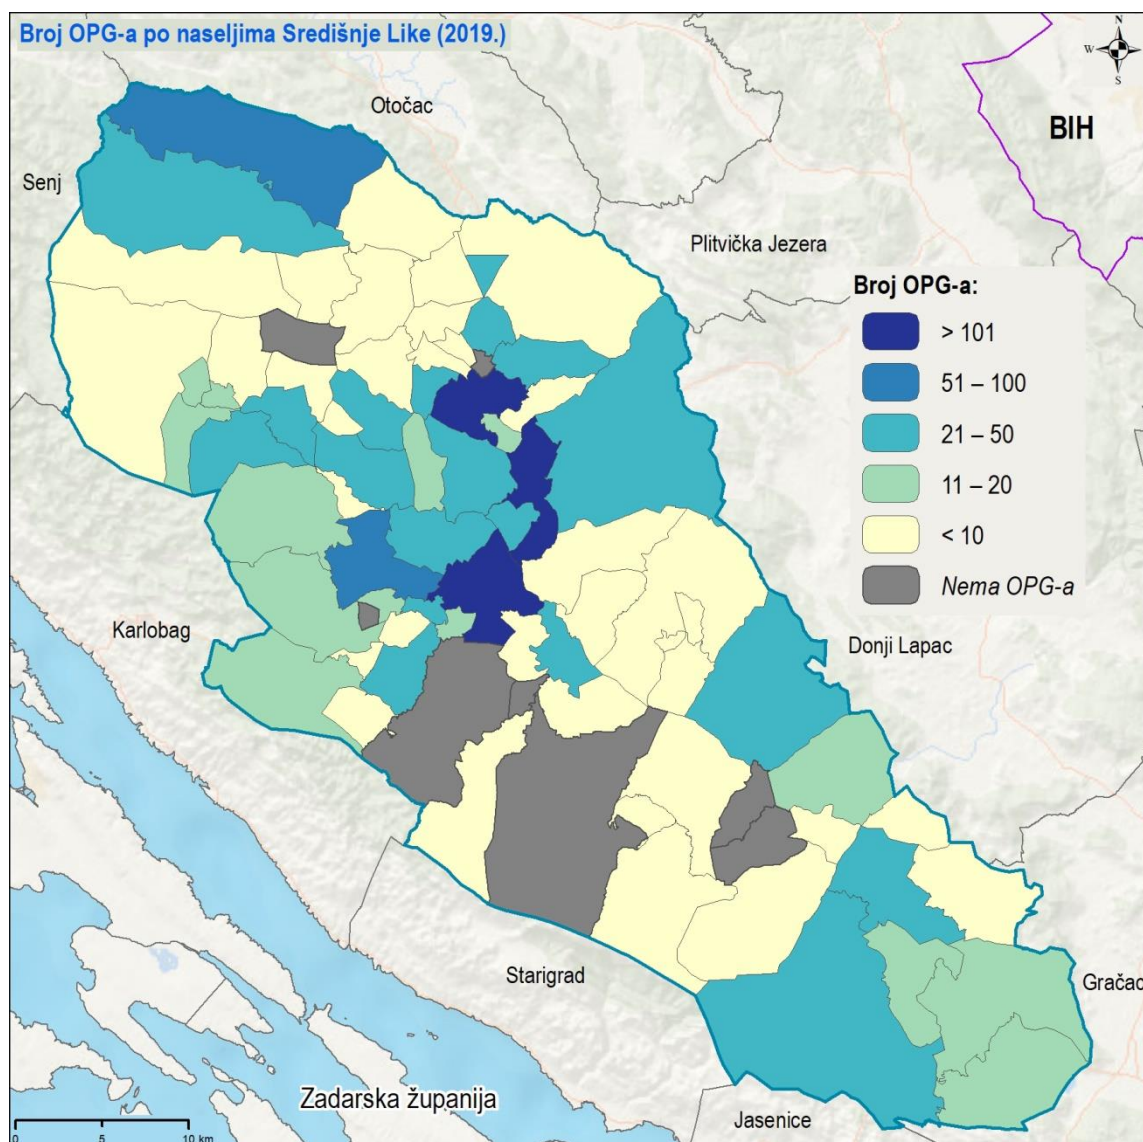 Broj OPG-a po naseljima Središnje Like (2019.)
N
W E
S
Otočac
BIH
Senj
Plitvička Jezera
Broj OPG-a:
> 101
51 – 100
21 – 50
11 – 20
< 10
Nema OPG-a
Karlobag
Donji Lapac
Starigrad
Gračac
Zadarska županija
Jasenice
0 5 10 km